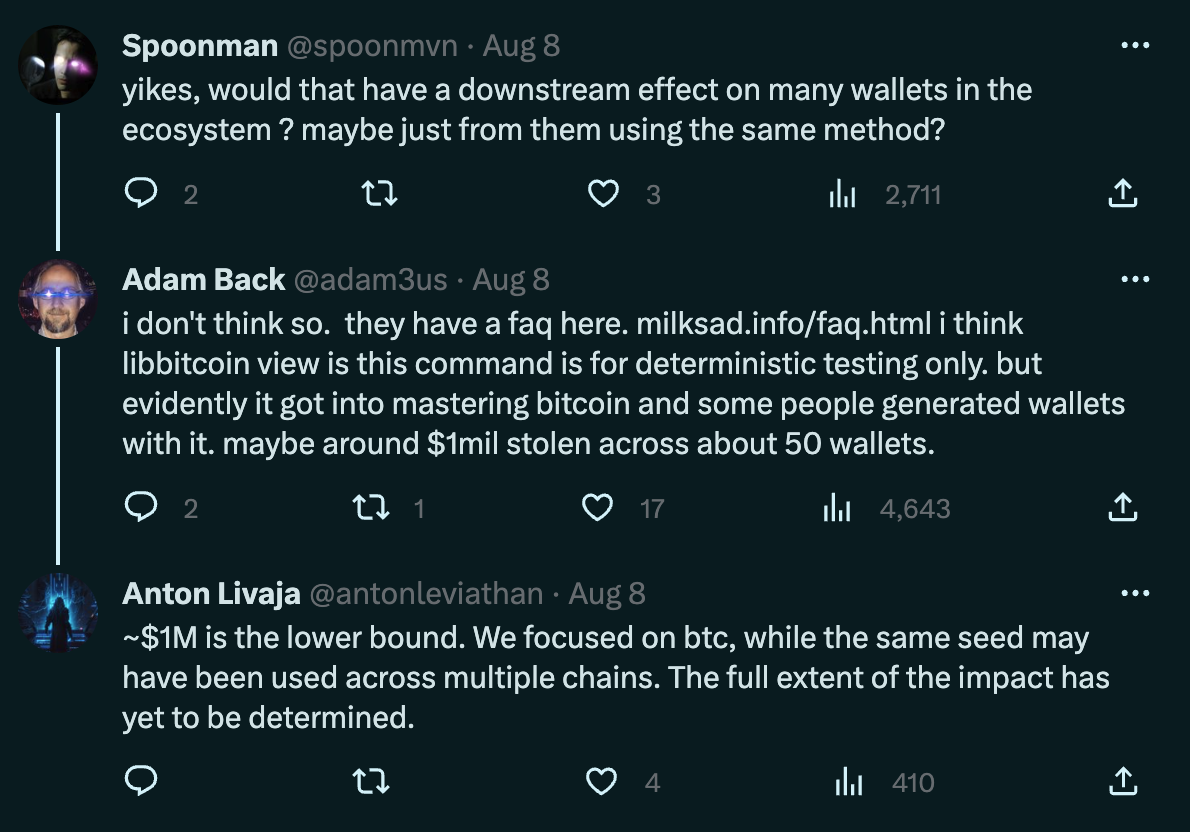 Spoonman @spoonmvn · Aug 8
yikes, would that have a downstream effect on many wallets in the
ecosystem ? maybe just from them using the same method?
2 3 2,711
Adam Back @adam3us · Aug 8
i don't think so.  they have a faq here. milksad.info/faq.html i think
libbitcoin view is this command is for deterministic testing only. but
evidently it got into mastering bitcoin and some people generated wallets
with it. maybe around $1mil stolen across about 50 wallets.
2 1 17 4,643
Anton Livaja @antonleviathan · Aug 8
~$1M is the lower bound. We focused on btc, while the same seed may
have been used across multiple chains. The full extent of the impact has
yet to be determined.
4 410